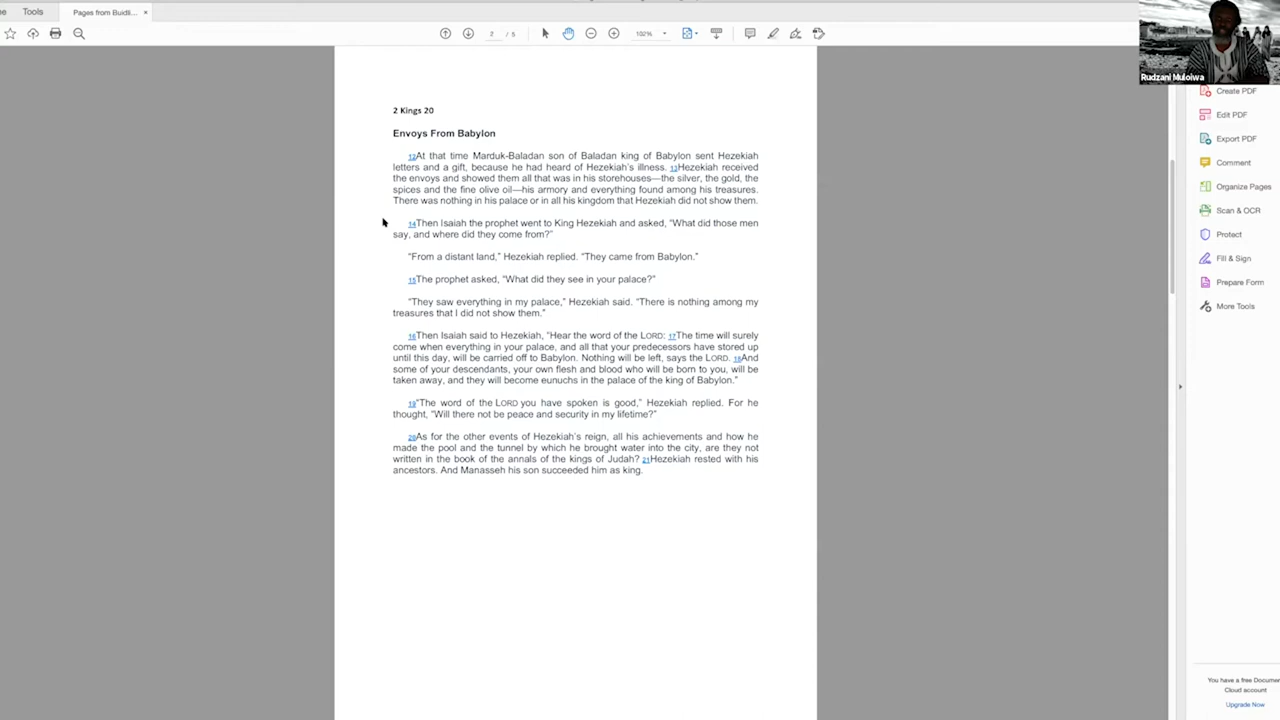 Tools
Pages from Buidli... ×
2 / 5
102%
Rudzani Muloiwa
2 Kings 20
Envoys From Babylon
12At that time Marduk-Baladan son of Baladan king of Babylon sent Hezekiah
letters and a gift, because he had heard of Hezekiah's illness. 13Hezekiah received
the envoys and showed them all that was in his storehouses—the silver, the gold, the
spices and the fine olive oil—his armory and everything found among his treasures.
There was nothing in his palace or in all his kingdom that Hezekiah did not show them.
14Then Isaiah the prophet went to King Hezekiah and asked, “What did those men
say, and where did they come from?”
“From a distant land,” Hezekiah replied. “They came from Babylon.”
15The prophet asked, “What did they see in your palace?”
“They saw everything in my palace,” Hezekiah said. “There is nothing among my
treasures that I did not show them.”
16Then Isaiah said to Hezekiah, “Hear the word of the LORD: 17The time will surely
come when everything in your palace, and all that your predecessors have stored up
until this day, will be carried off to Babylon. Nothing will be left, says the LORD. 18And
some of your descendants, your own flesh and blood who will be born to you, will be
taken away, and they will become eunuchs in the palace of the king of Babylon.”
19“The word of the LORD you have spoken is good,” Hezekiah replied. For he
thought, “Will there not be peace and security in my lifetime?”
20As for the other events of Hezekiah's reign, all his achievements and how he
made the pool and the tunnel by which he brought water into the city, are they not
written in the book of the annals of the kings of Judah? 21Hezekiah rested with his
ancestors. And Manasseh his son succeeded him as king.
Create PDF
Edit PDF
Export PDF
Comment
Organize Pages
Scan & OCR
Protect
Fill & Sign
Prepare Form
More Tools
You have a free Docume
Cloud account
Upgrade Now